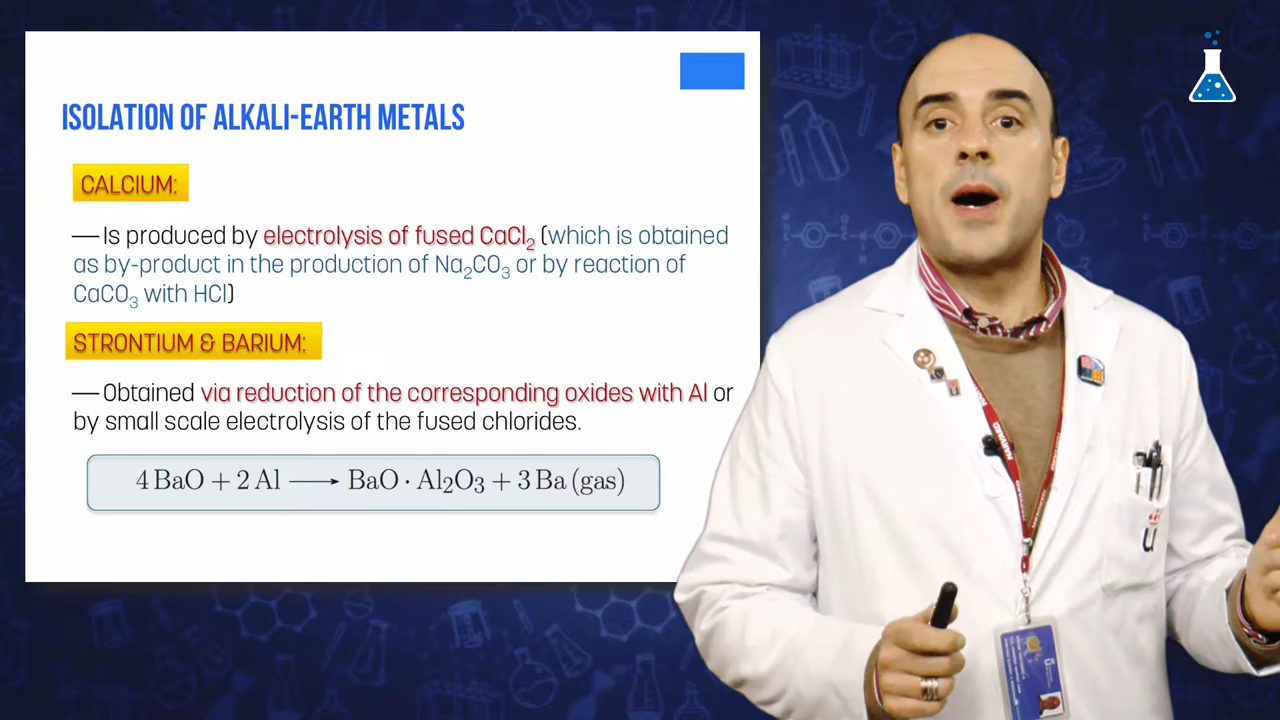 ISOLATION OF ALKALI-EARTH METALS
CALCIUM:
— Is produced by electrolysis of fused CaCl₂ (which is obtained
as by-product in the production of Na₂CO₃ or by reaction of
CaCO₃ with HCl)
STRONTIUM & BARIUM:
— Obtained via reduction of the corresponding oxides with Al or
by small scale electrolysis of the fused chlorides.
4 BaO + 2 Al ⟶ BaO · Al₂O₃ + 3 Ba (gas)
HARVARD
u